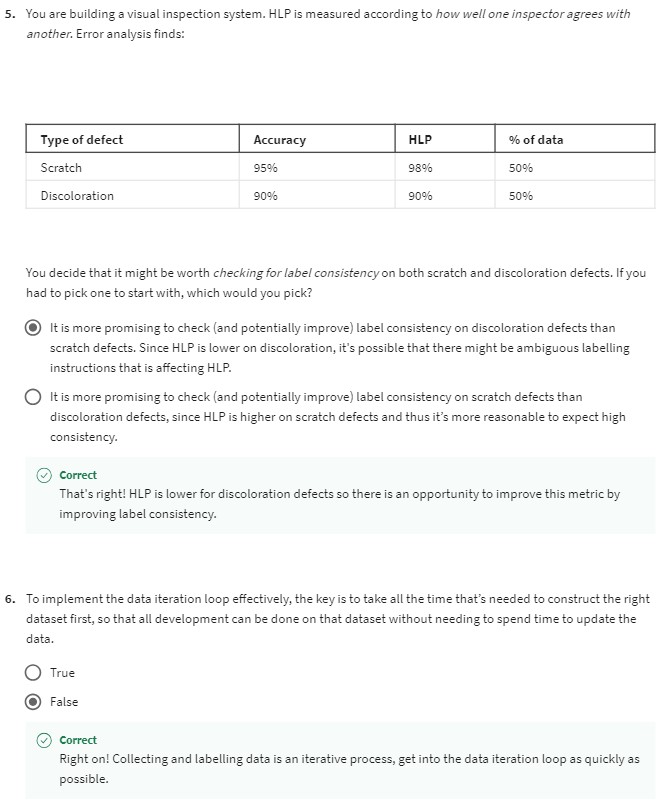 5. You are building a visual inspection system. HLP is measured according to how well one inspector agrees with
another. Error analysis finds:
Type of defect Accuracy HLP % of data
Scratch 95% 98% 50%
Discoloration 90% 90% 50%
You decide that it might be worth checking for label consistency on both scratch and discoloration defects. If you
had to pick one to start with, which would you pick?
It is more promising to check (and potentially improve) label consistency on discoloration defects than
scratch defects. Since HLP is lower on discoloration, it's possible that there might be ambiguous labelling
instructions that is affecting HLP.
It is more promising to check (and potentially improve) label consistency on scratch defects than
discoloration defects, since HLP is higher on scratch defects and thus it's more reasonable to expect high
consistency.
Correct
That's right! HLP is lower for discoloration defects so there is an opportunity to improve this metric by
improving label consistency.
6. To implement the data iteration loop effectively, the key is to take all the time that's needed to construct the right
dataset first, so that all development can be done on that dataset without needing to spend time to update the
data.
True
False
Correct
Right on! Collecting and labelling data is an iterative process, get into the data iteration loop as quickly as
possible.